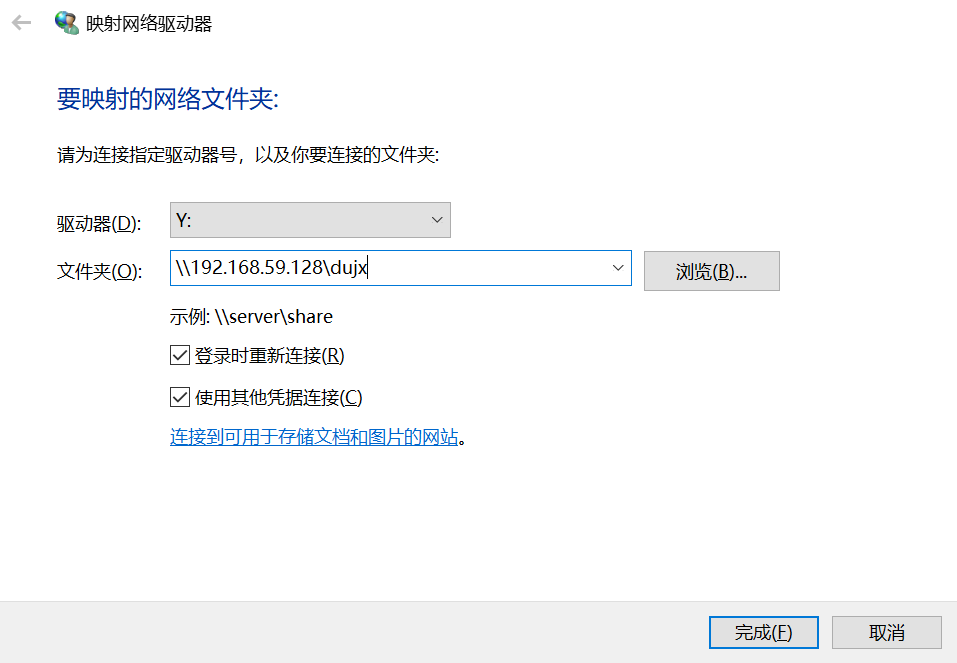 映射网络驱动器
要映射的网络文件夹:
请为连接指定驱动器号，以及你要连接的文件夹:
驱动器(D): Y:
文件夹(O): \\192.168.59.128\dujx 浏览(B)...
示例: \\server\share
登录时重新连接(R)
使用其他凭据连接(C)
连接到可用于存储文档和图片的网站。
完成(F) 取消